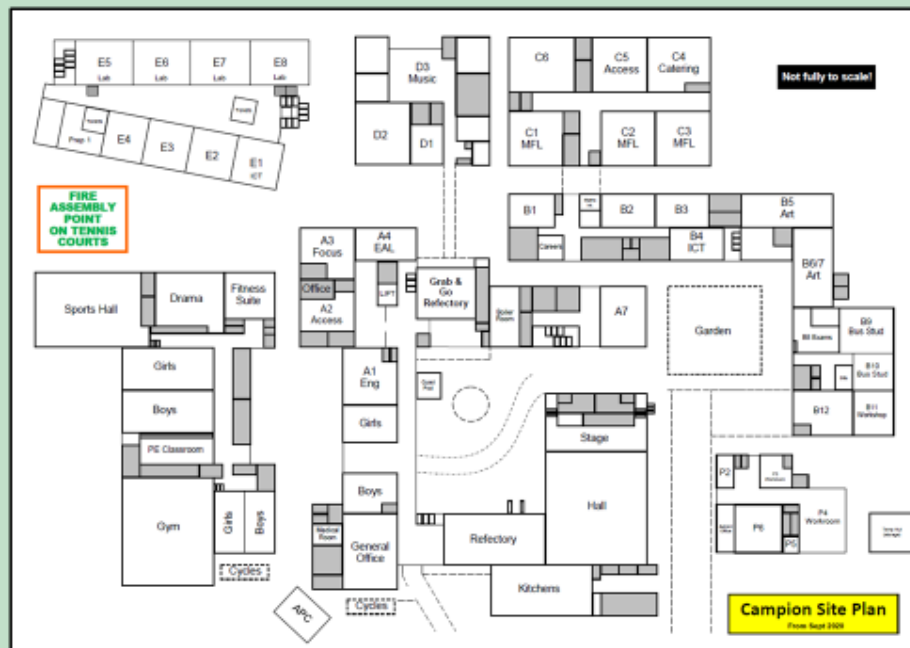 E5
Lab
E6
Lab
E7
Lab
E8
Lab
Prep 1
E4
E3
E2
E1
ICT
D3
Music
D2
D1
C6
C5
Access
C4
Catering
C1
MFL
C2
MFL
C3
MFL
Not fully to scale!
FIRE
ASSEMBLY
POINT
ON TENNIS
COURTS
B1
B2
B3
B5
Art
Careers
B4
ICT
B6/7
Art
A3
Focus
A4
EAL
Office
LIFT
A2
Access
Grab &
Go
Refectory
Boiler
Room
A7
Garden
B8 Exams
B9
Bus Stud
B10
Bus Stud
B12
B11
Workshop
Sports Hall
Drama
Fitness
Suite
Girls
Boys
PE Classroom
Gym
Girls
Boys
Cycles
A1
Eng
Girls
Boys
Medical
Room
General
Office
Cycles
APC
Stage
Hall
Refectory
Kitchens
P2
P4
Workroom
P6
P5
Campion Site Plan
From Sept 2020